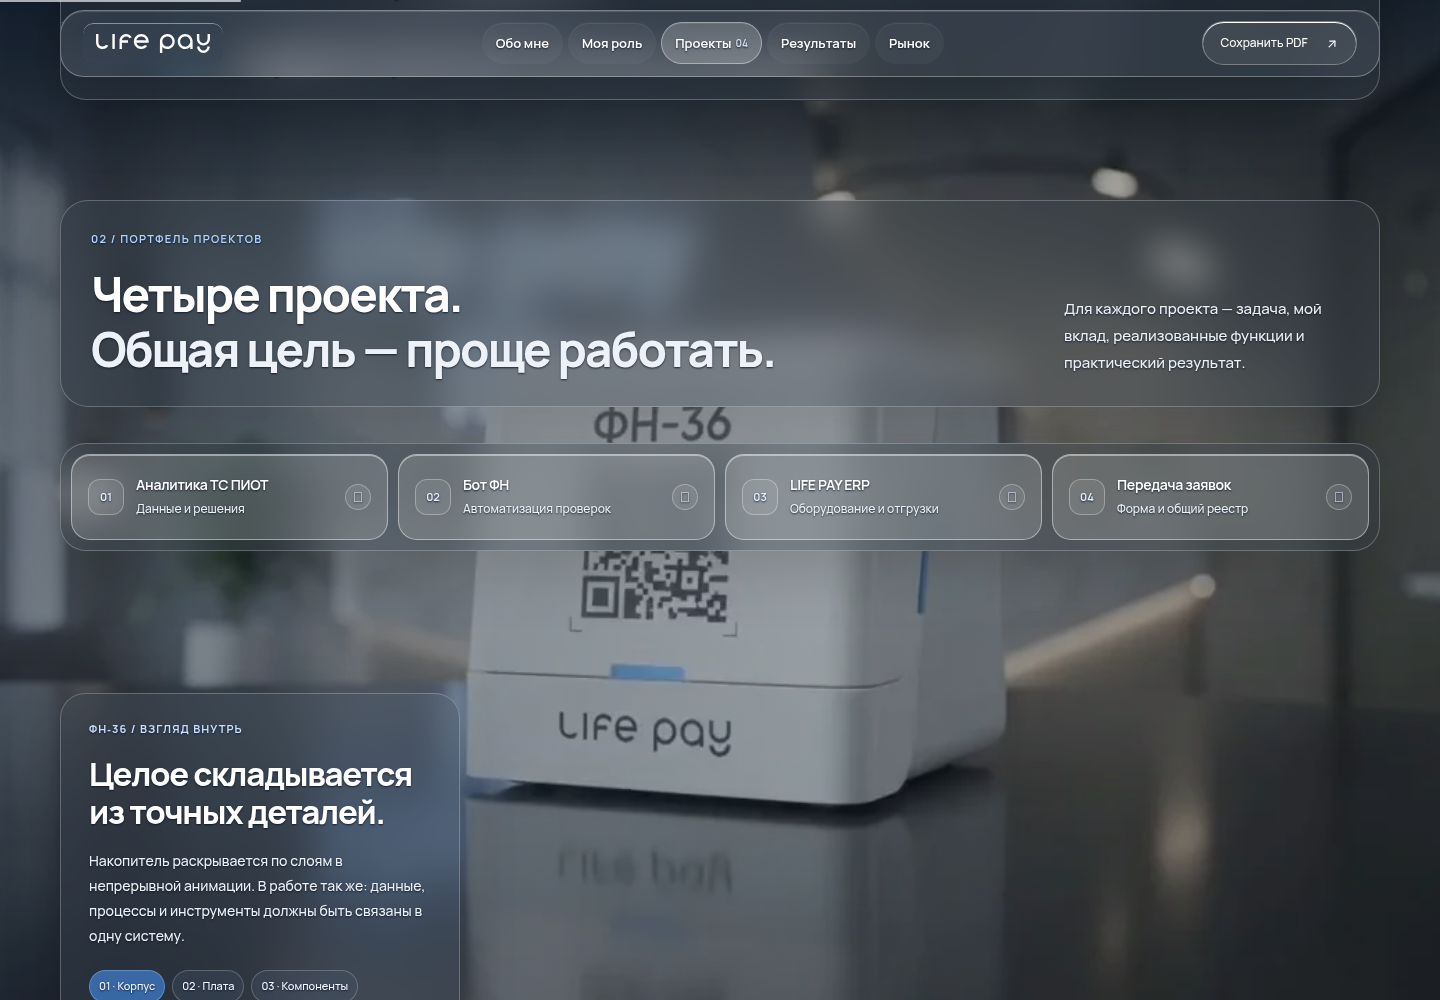 LIFE pay
Обо мне
Моя роль
Проекты 04
Результаты
Рынок
Сохранить PDF
02 / ПОРТФЕЛЬ ПРОЕКТОВ
Четыре проекта.
Общая цель — проще работать.
Для каждого проекта — задача, мой
вклад, реализованные функции и
практический результат.
ФН-36
01
Аналитика ТС ПИОТ
Данные и решения
02
Бот ФН
Автоматизация проверок
03
LIFE PAY ERP
Оборудование и отгрузки
04
Передача заявок
Форма и общий реестр
LIFE pay
ФН-36 / ВЗГЛЯД ВНУТРЬ
Целое складывается
из точных деталей.
Накопитель раскрывается по слоям в
непрерывной анимации. В работе так же: данные,
процессы и инструменты должны быть связаны в
одну систему.
01 · Корпус
02 · Плата
03 · Компоненты